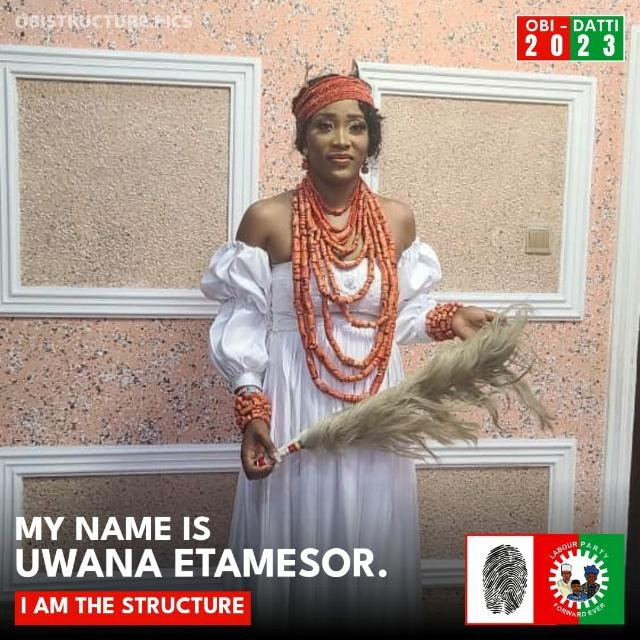 OBISTRUCTURE.PICS
OBI - DATTI
2023
MY NAME IS
UWANA ETAMESOR.
I AM THE STRUCTURE
LABOUR PARTY
FORWARD EVER